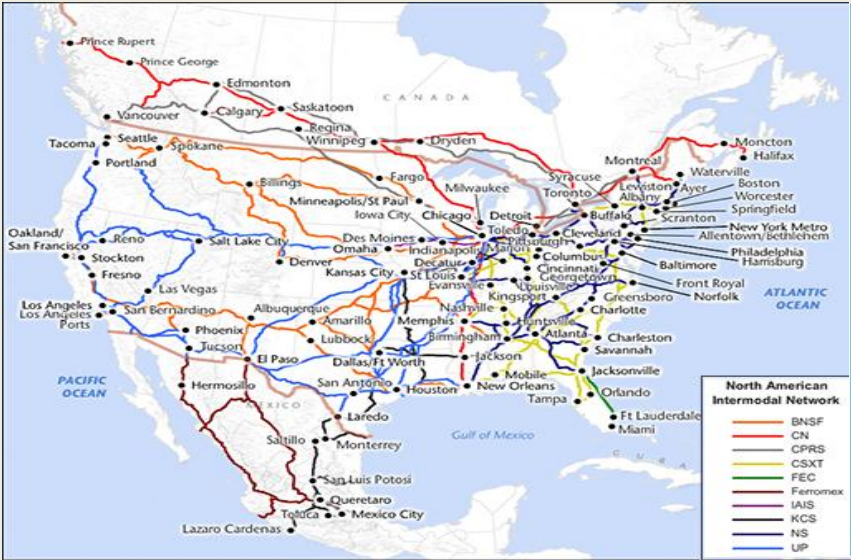 Prince Rupert
Prince George
Edmonton
CANADA
Saskatoon
Calgary
Vancouver
Regina
Winnipeg
Dryden
Moncton
Halifax
Montreal
Seattle
Tacoma
Spokane
Portland
Waterville
Syracuse
Toronto
Lewiston
Ayer
Albany
Boston
Worcester
Springfield
Scranton
Fargo
Billings
Milwaukee
Minneapolis/St Paul
Iowa City
Chicago
Detroit
Buffalo
New York Metro
Allentown/Bethlehem
Philadelphia
Harrisburg
Toledo
Cleveland
Pittsburgh
Marion
Oakland/
San Francisco
Reno
Salt Lake City
Des Moines
Omaha
Indianapolis
Decatur
Columbus
Cincinnati
Georgetown
Baltimore
Stockton
Fresno
Denver
Kansas City
St Louis
Evansville
Louisville
Front Royal
Norfolk
ATLANTIC
OCEAN
Las Vegas
Kingsport
Greensboro
Los Angeles
Los Angeles
Ports
San Bernardino
Albuquerque
Amarillo
Nashville
Memphis
Huntsville
Charlotte
Phoenix
Lubbock
Birmingham
Atlanta
Charleston
Savannah
Tucson
El Paso
Dallas/Ft Worth
Jackson
Jacksonville
PACIFIC
OCEAN
Hermosillo
San Antonio
Houston
New Orleans
Mobile
Tampa
Orlando
MEXICO
Laredo
Ft Lauderdale
Miami
Gulf of Mexico
Saltillo
Monterrey
CUBA
San Luis Potosi
Queretaro
Toluca
Mexico City
Lazaro Cardenas
North American
Intermodal Network
BNSF
CN
CPRS
CSXT
FEC
Ferromex
IAIS
KCS
NS
UP